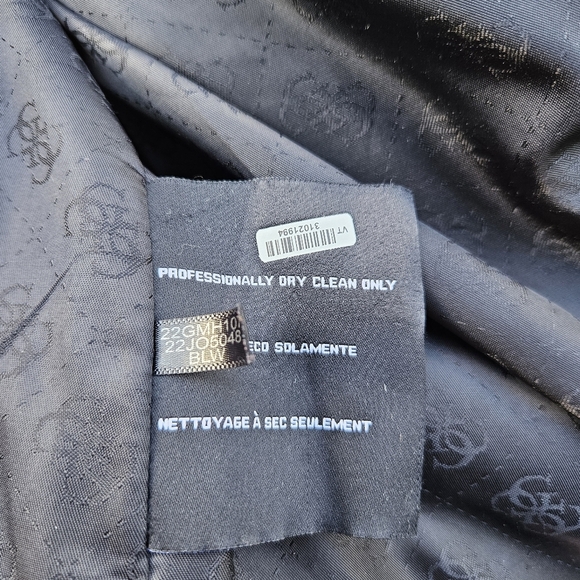 VT
31021994
PROFESSIONALLY DRY CLEAN ONLY
22GMH10
22JO5048
BLW
ECO SOLAMENTE
NETTOYAGE À SEC SEULEMENT